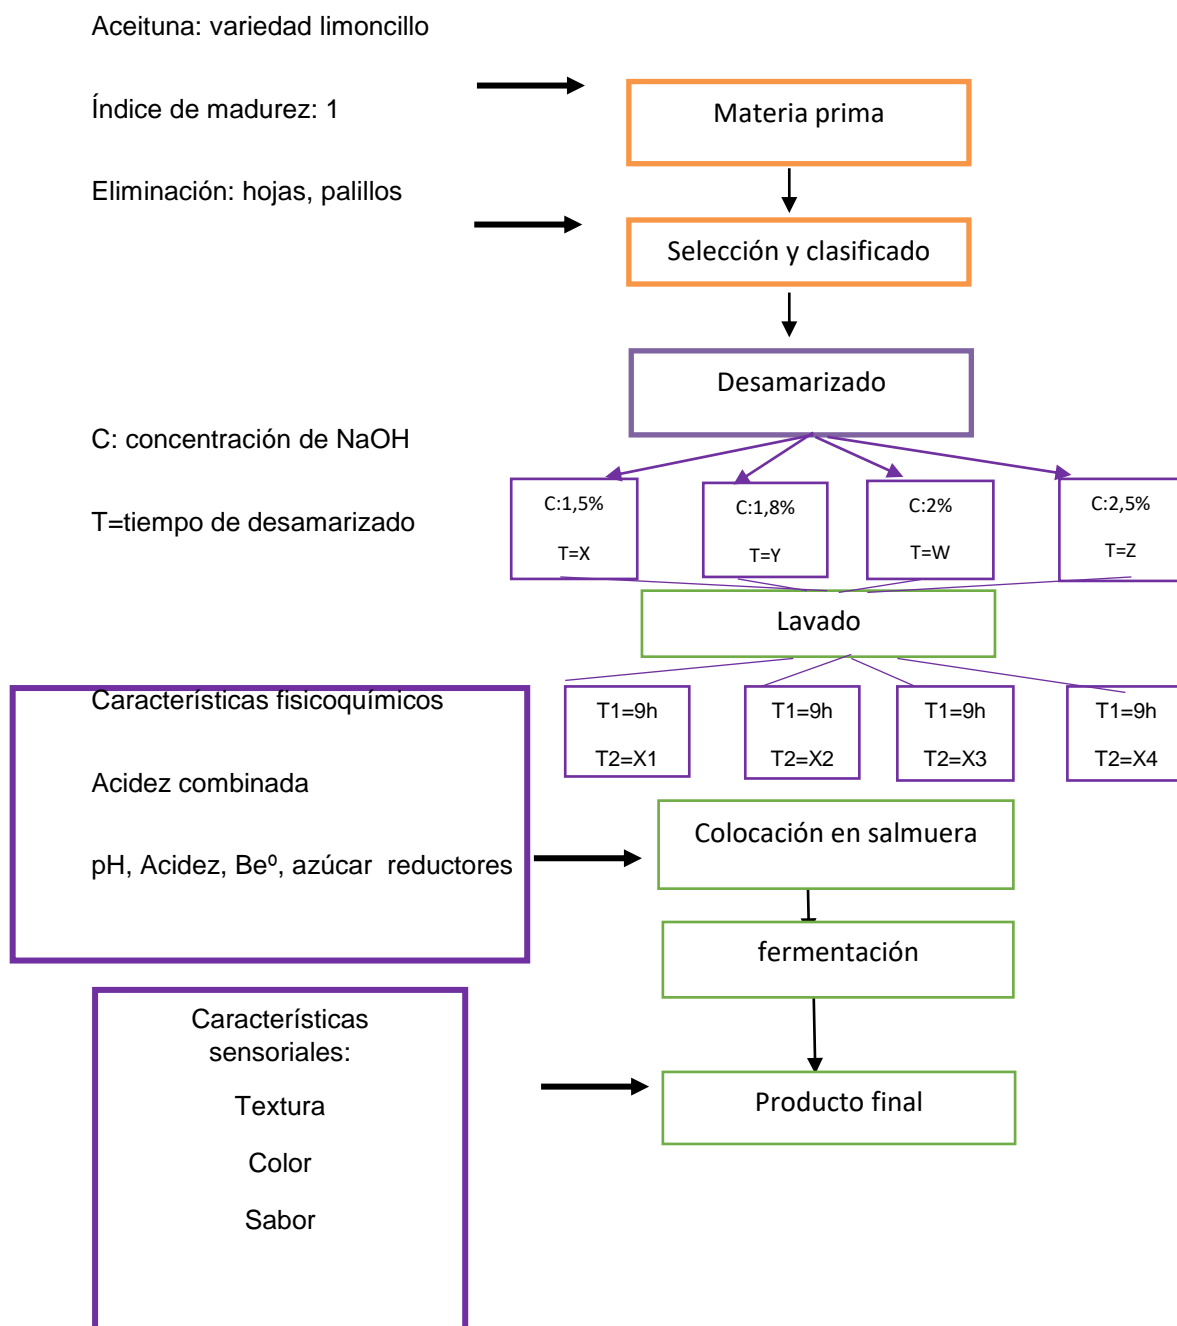 Aceituna: variedad limoncillo
Índice de madurez: 1
Materia prima
Eliminación: hojas, palillos
Selección y clasificado
Desamarizado
C: concentración de NaOH
T=tiempo de desamarizado
C:1,5%
T=X
C:1,8%
T=Y
C:2%
T=W
C:2,5%
T=Z
Lavado
T1=9h
T2=X1
T1=9h
T2=X2
T1=9h
T2=X3
T1=9h
T2=X4
Características fisicoquímicos
Acidez combinada
pH, Acidez, Beº, azúcar reductores
Colocación en salmuera
fermentación
Características
sensoriales:
Textura
Color
Sabor
Producto final